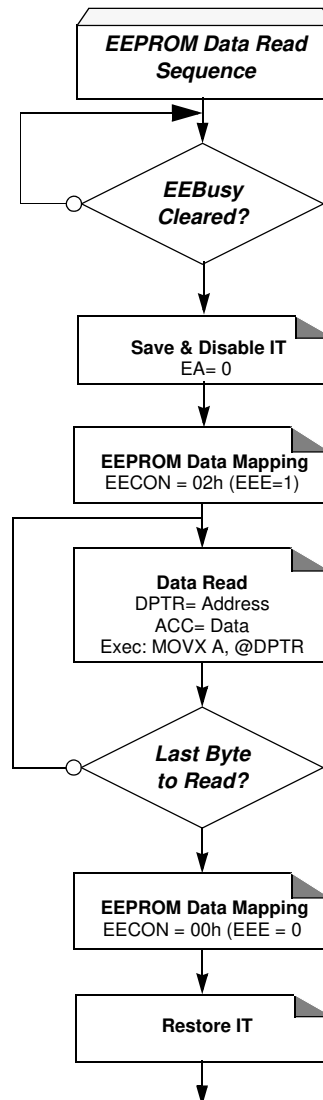 EEPROM Data Read
Sequence
EEBusy
Cleared?
Save & Disable IT
EA= 0
EEPROM Data Mapping
EECON = 02h (EEE=1)
Data Read
DPTR= Address
ACC= Data
Exec: MOVX A, @DPTR
Last Byte
to Read?
EEPROM Data Mapping
EECON = 00h (EEE = 0
Restore IT